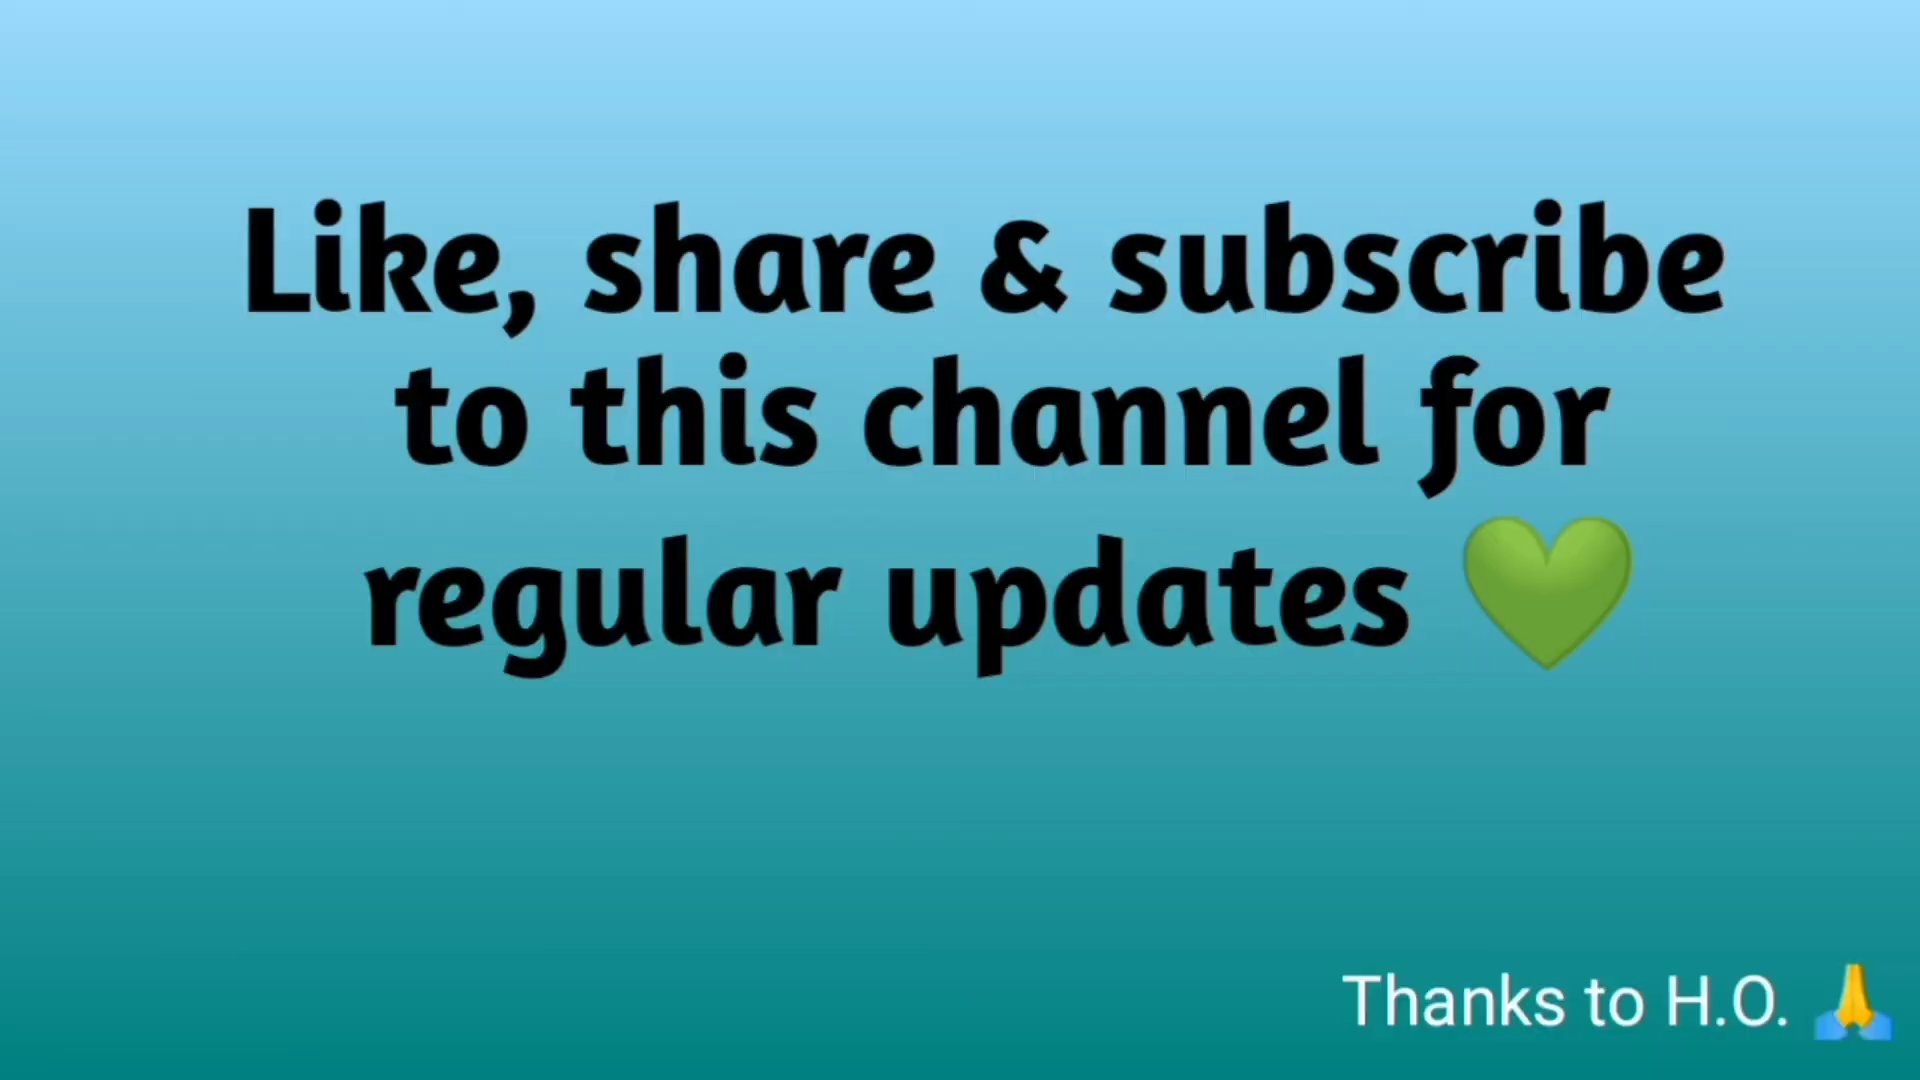 Like, share & subscribe
to this channel for
regular updates 💚
Thanks to H.O. 🙏